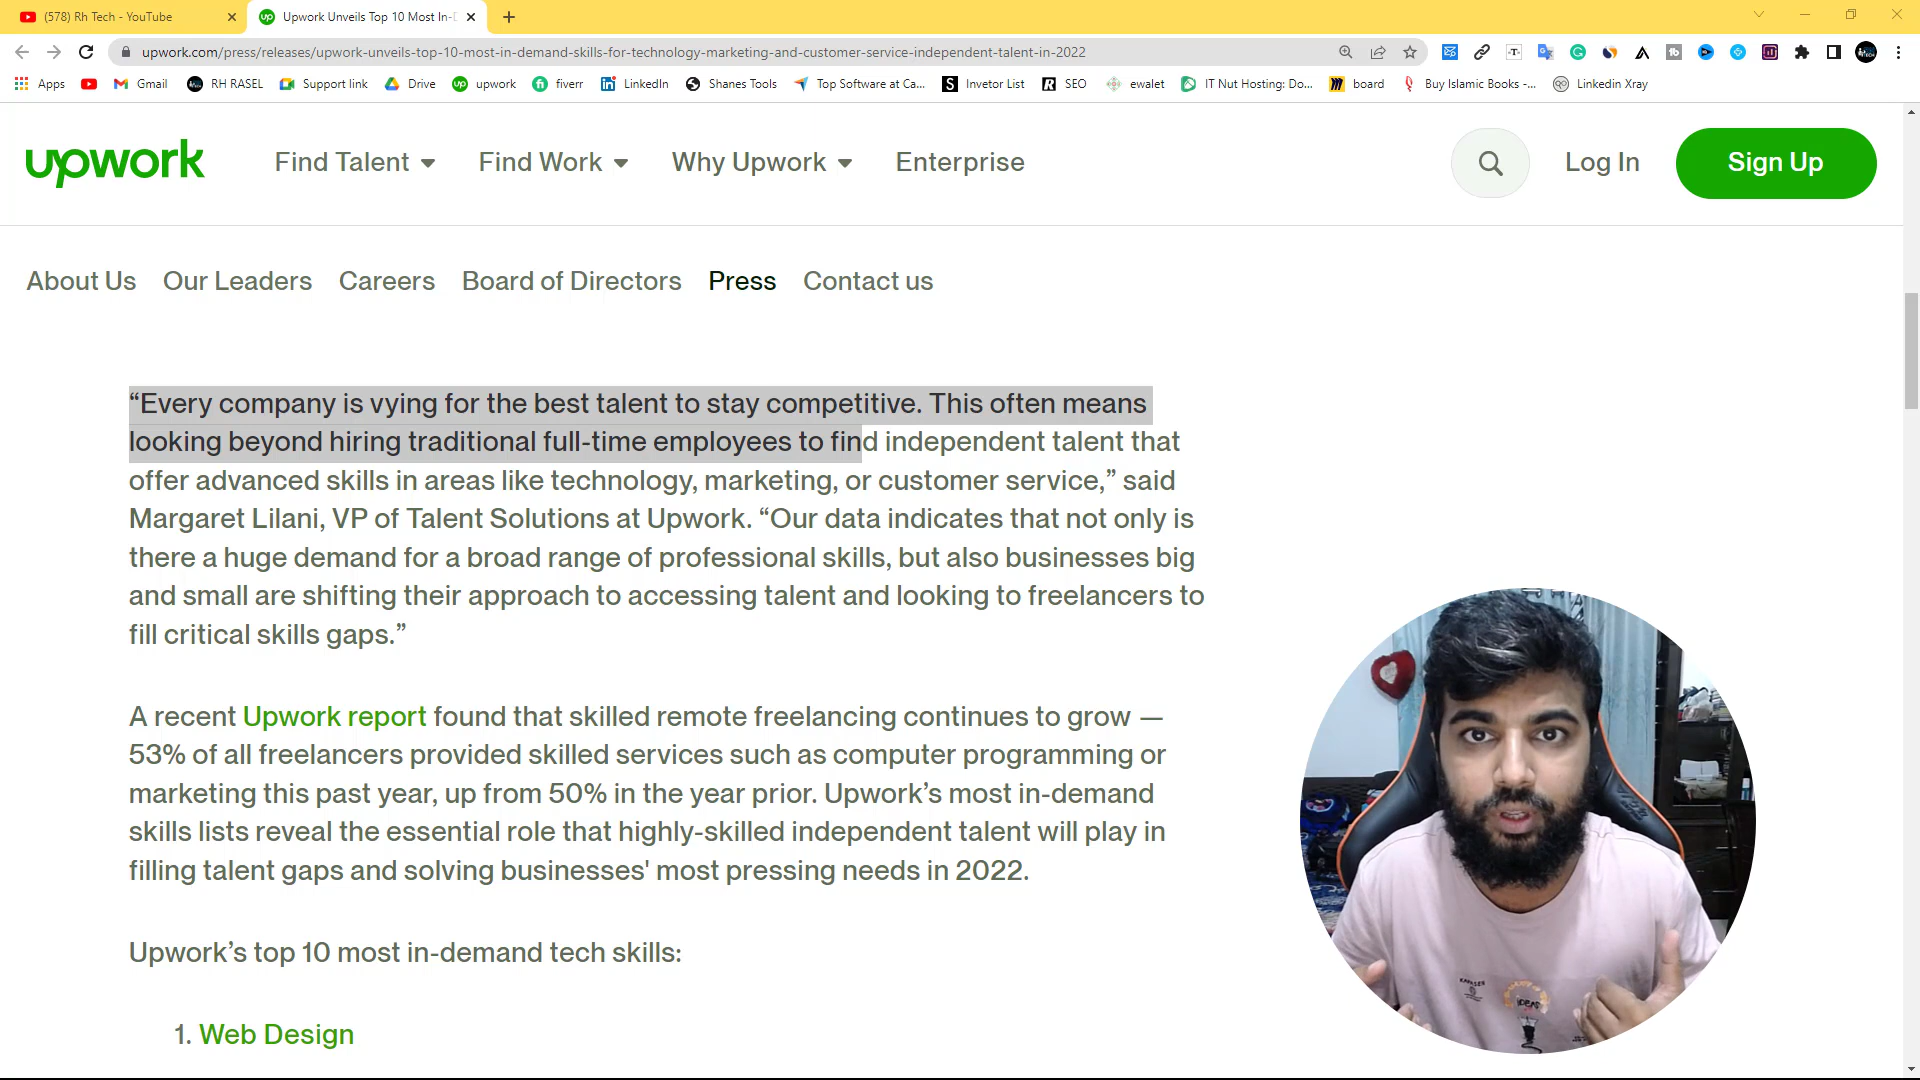 (578) Rh Tech - YouTube
Upwork Unveils Top 10 Most In-D
upwork.com/press/releases/upwork-unveils-top-10-most-in-demand-skills-for-technology-marketing-and-customer-service-independent-talent-in-2022
Apps Gmail RH RASEL Support link Drive upwork fiverr LinkedIn Shanes Tools Top Software at Ca... Invetor List SEO ewalet IT Nut Hosting: Do... board Buy Islamic Books -... Linkedin Xray
upwork Find Talent Find Work Why Upwork Enterprise Log In Sign Up
About Us Our Leaders Careers Board of Directors Press Contact us
“Every company is vying for the best talent to stay competitive. This often means
looking beyond hiring traditional full-time employees to find independent talent that
offer advanced skills in areas like technology, marketing, or customer service,” said
Margaret Lilani, VP of Talent Solutions at Upwork. “Our data indicates that not only is
there a huge demand for a broad range of professional skills, but also businesses big
and small are shifting their approach to accessing talent and looking to freelancers to
fill critical skills gaps.”
A recent Upwork report found that skilled remote freelancing continues to grow —
53% of all freelancers provided skilled services such as computer programming or
marketing this past year, up from 50% in the year prior. Upwork’s most in-demand
skills lists reveal the essential role that highly-skilled independent talent will play in
filling talent gaps and solving businesses' most pressing needs in 2022.
Upwork’s top 10 most in-demand tech skills:
1. Web Design
IDEAS